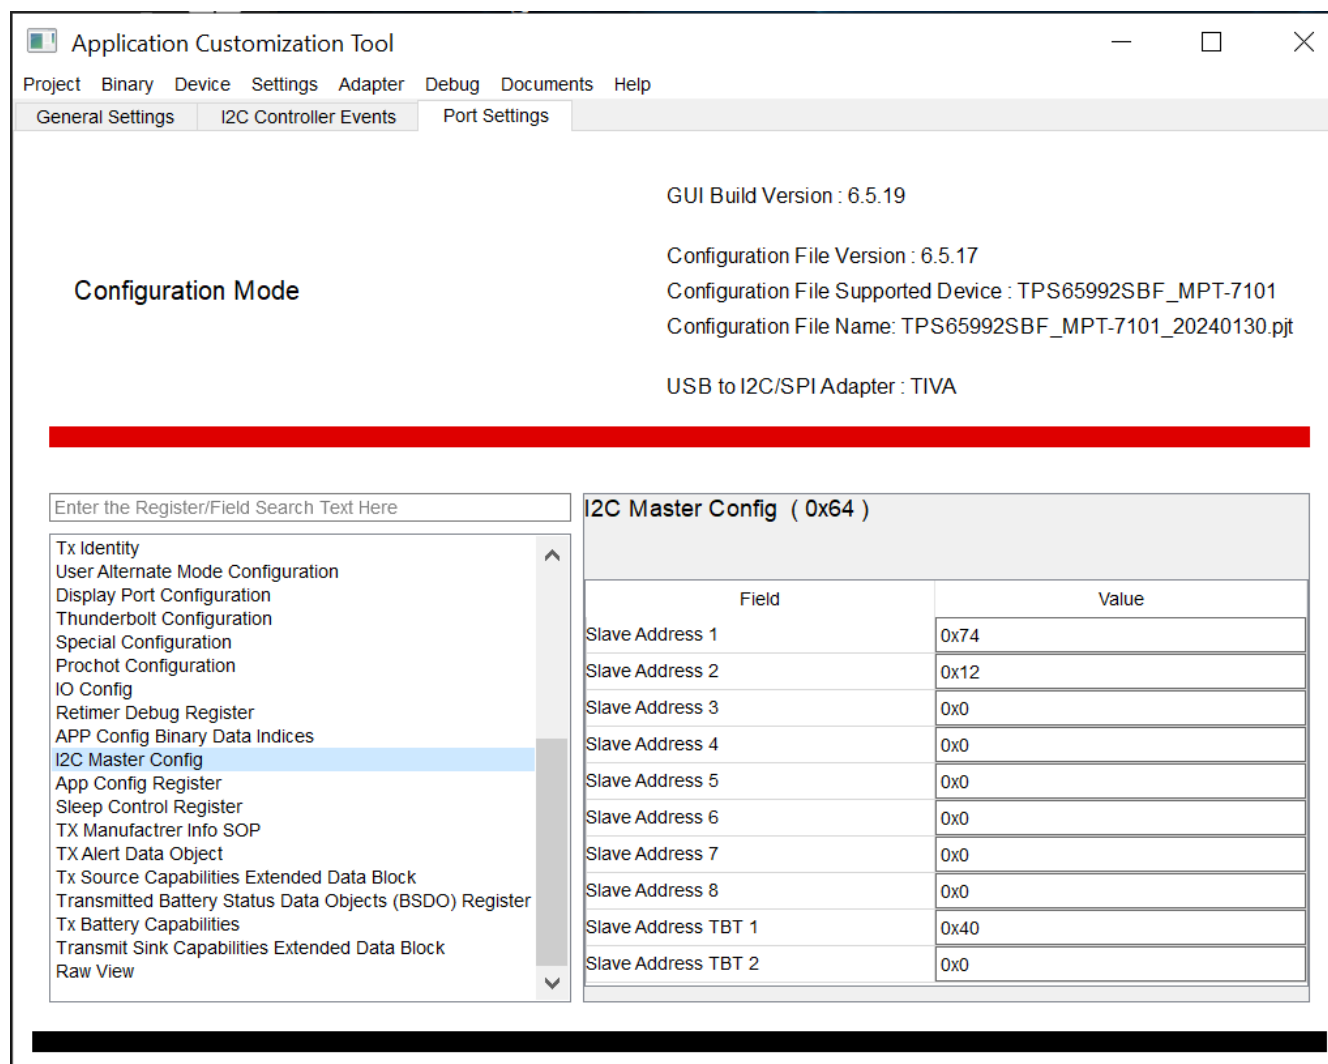 Application Customization Tool
Project Binary Device Settings Adapter Debug Documents Help
General Settings I2C Controller Events Port Settings
GUI Build Version : 6.5.19
Configuration File Version : 6.5.17
Configuration Mode
Configuration File Supported Device : TPS65992SBF_MPT-7101
Configuration File Name: TPS65992SBF_MPT-7101_20240130.pjt
USB to I2C/SPI Adapter : TIVA
Enter the Register/Field Search Text Here
Tx Identity
User Alternate Mode Configuration
Display Port Configuration
Thunderbolt Configuration
Special Configuration
Prochot Configuration
IO Config
Retimer Debug Register
APP Config Binary Data Indices
I2C Master Config
App Config Register
Sleep Control Register
TX Manufactrer Info SOP
TX Alert Data Object
Tx Source Capabilities Extended Data Block
Transmitted Battery Status Data Objects (BSDO) Register
Tx Battery Capabilities
Transmit Sink Capabilities Extended Data Block
Raw View
I2C Master Config ( 0x64 )
Field Value
Slave Address 1 0x74
Slave Address 2 0x12
Slave Address 3 0x0
Slave Address 4 0x0
Slave Address 5 0x0
Slave Address 6 0x0
Slave Address 7 0x0
Slave Address 8 0x0
Slave Address TBT 1 0x40
Slave Address TBT 2 0x0